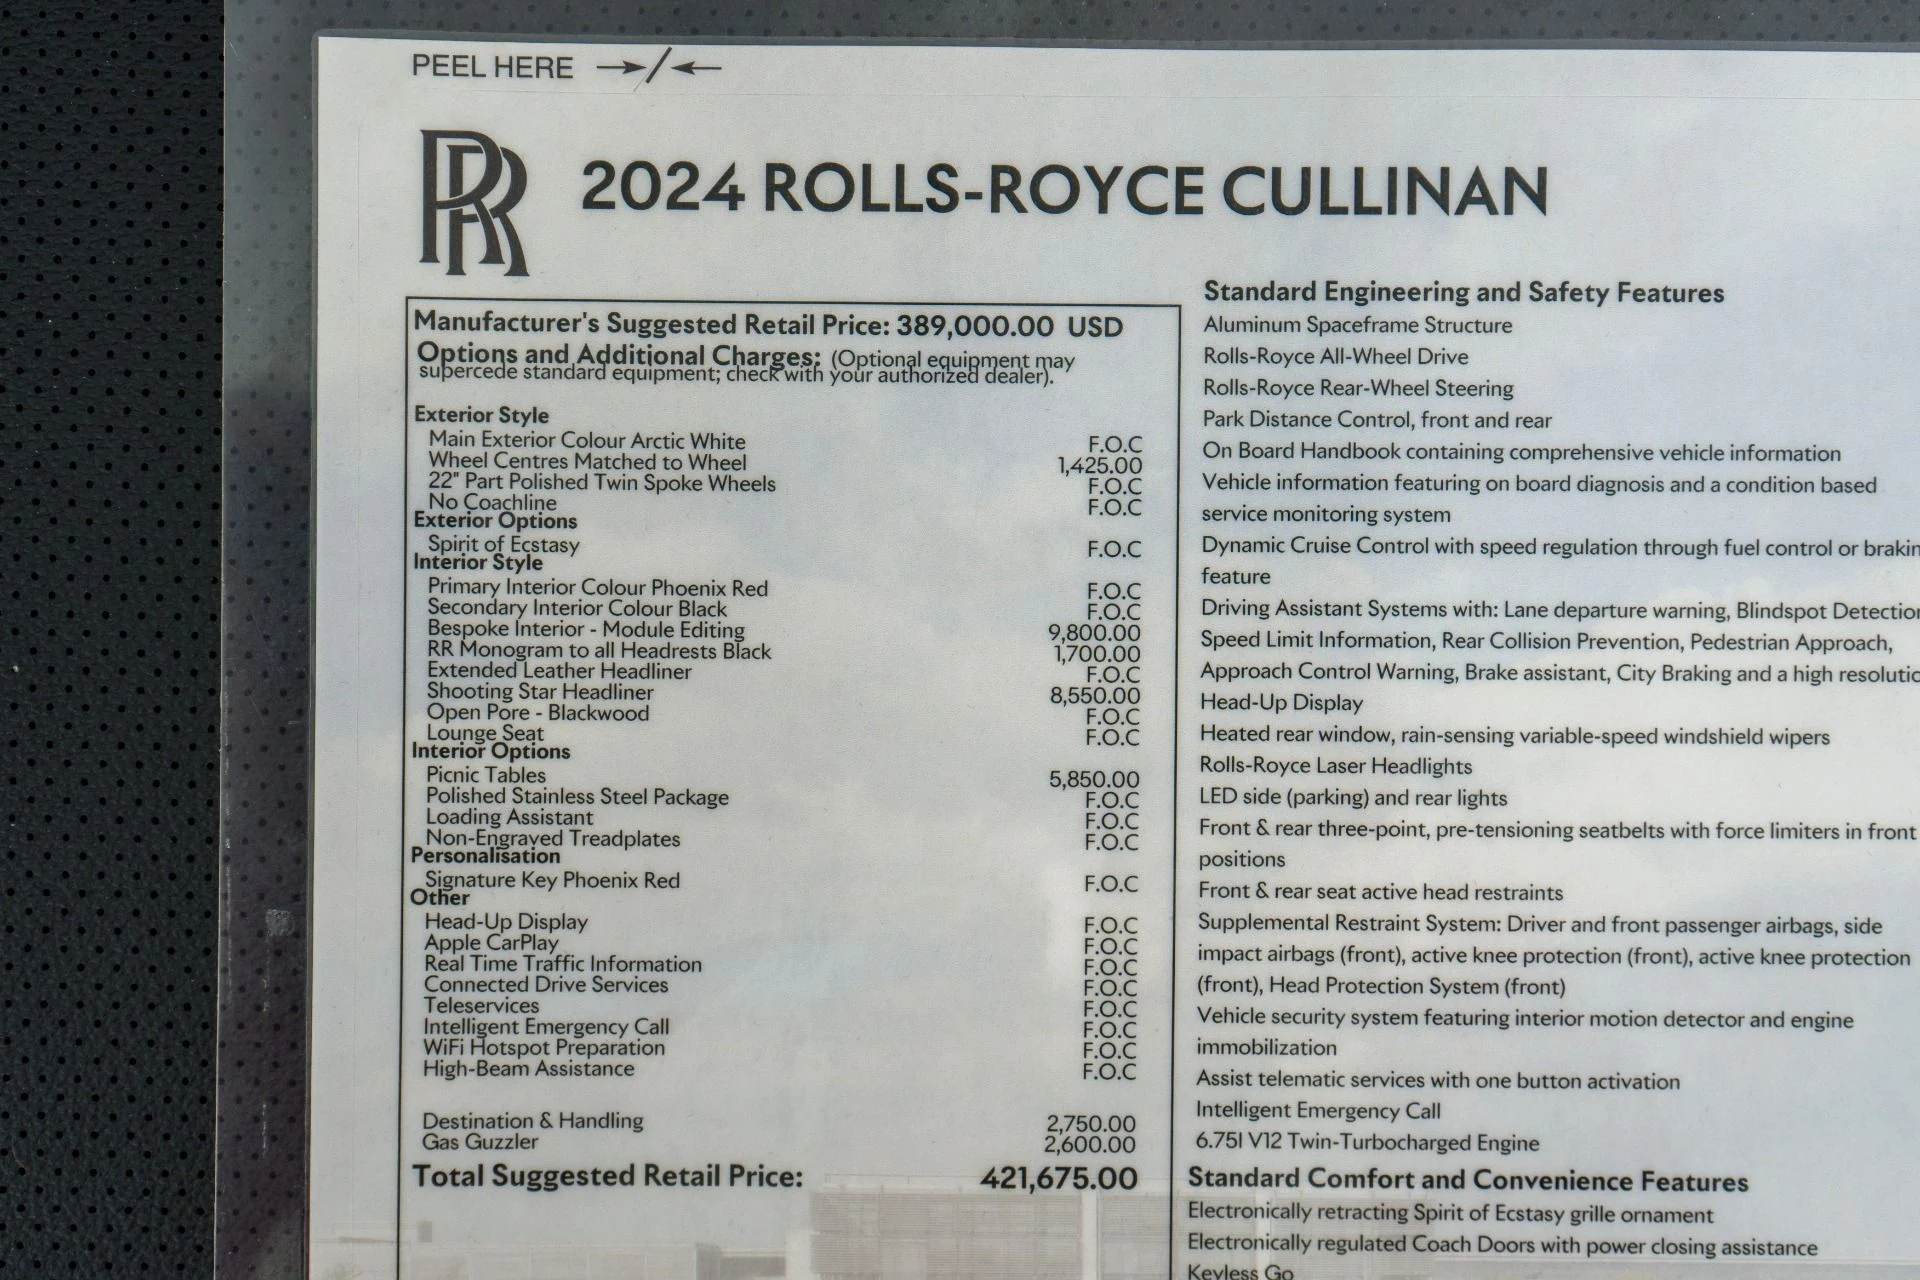 PEEL HERE →/←
RR
2024 ROLLS-ROYCE CULLINAN
Manufacturer's Suggested Retail Price: 389,000.00 USD
Options and Additional Charges: (Optional equipment may
supercede standard equipment; check with your authorized dealer).
Exterior Style
Main Exterior Colour Arctic White F.O.C
Wheel Centres Matched to Wheel 1,425.00
22" Part Polished Twin Spoke Wheels F.O.C
No Coachline F.O.C
Exterior Options
Spirit of Ecstasy F.O.C
Interior Style
Primary Interior Colour Phoenix Red F.O.C
Secondary Interior Colour Black F.O.C
Bespoke Interior - Module Editing 9,800.00
RR Monogram to all Headrests Black 1,700.00
Extended Leather Headliner F.O.C
Shooting Star Headliner 8,550.00
Open Pore - Blackwood F.O.C
Lounge Seat F.O.C
Interior Options
Picnic Tables 5,850.00
Polished Stainless Steel Package F.O.C
Loading Assistant F.O.C
Non-Engraved Treadplates F.O.C
Personalisation
Signature Key Phoenix Red F.O.C
Other
Head-Up Display F.O.C
Apple CarPlay F.O.C
Real Time Traffic Information F.O.C
Connected Drive Services F.O.C
Teleservices F.O.C
Intelligent Emergency Call F.O.C
WiFi Hotspot Preparation F.O.C
High-Beam Assistance F.O.C
Destination & Handling 2,750.00
Gas Guzzler 2,600.00
Total Suggested Retail Price: 421,675.00
Standard Engineering and Safety Features
Aluminum Spaceframe Structure
Rolls-Royce All-Wheel Drive
Rolls-Royce Rear-Wheel Steering
Park Distance Control, front and rear
On Board Handbook containing comprehensive vehicle information
Vehicle information featuring on board diagnosis and a condition based
service monitoring system
Dynamic Cruise Control with speed regulation through fuel control or brakin
feature
Driving Assistant Systems with: Lane departure warning, Blindspot Detection
Speed Limit Information, Rear Collision Prevention, Pedestrian Approach,
Approach Control Warning, Brake assistant, City Braking and a high resolutio
Head-Up Display
Heated rear window, rain-sensing variable-speed windshield wipers
Rolls-Royce Laser Headlights
LED side (parking) and rear lights
Front & rear three-point, pre-tensioning seatbelts with force limiters in front
positions
Front & rear seat active head restraints
Supplemental Restraint System: Driver and front passenger airbags, side
impact airbags (front), active knee protection (front), active knee protection
(front), Head Protection System (front)
Vehicle security system featuring interior motion detector and engine
immobilization
Assist telematic services with one button activation
Intelligent Emergency Call
6.75l V12 Twin-Turbocharged Engine
Standard Comfort and Convenience Features
Electronically retracting Spirit of Ecstasy grille ornament
Electronically regulated Coach Doors with power closing assistance
Keyless Go